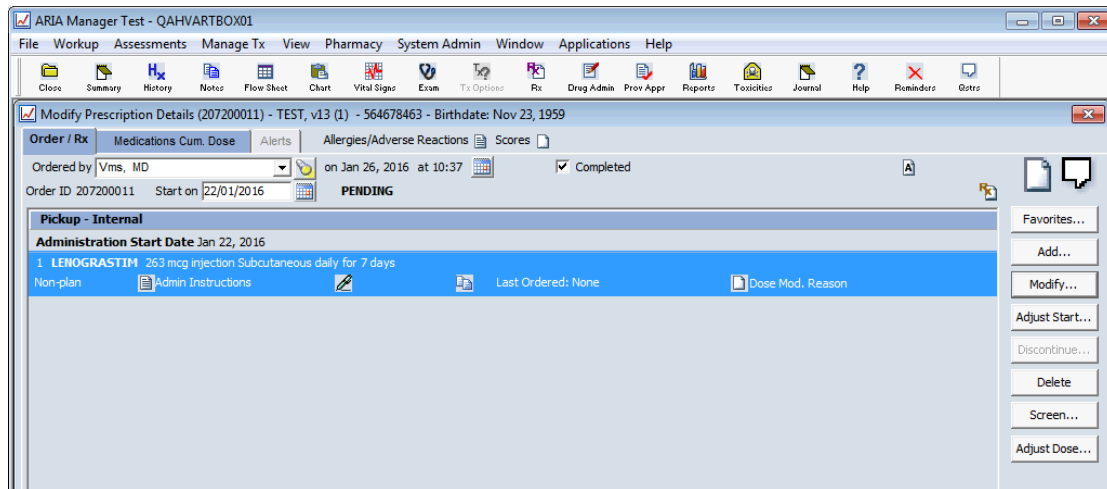 ARIA Manager Test - QAHVARTBOX01
File Workup Assessments Manage Tx View Pharmacy System Admin Window Applications Help
Close Summary History Notes Flow Sheet Chart Vital Signs Exam Tx Options Rx Drug Admin Prov Appr Reports Toxicities Journal Help Reminders Qstrs
Modify Prescription Details (207200011) - TEST, v13 (1) - 564678463 - Birthdate: Nov 23, 1959
Order / Rx Medications Cum. Dose Alerts Allergies/Adverse Reactions Scores
Ordered by Vms, MD on Jan 26, 2016 at 10:37 Completed A
Order ID 207200011 Start on 22/01/2016 PENDING
Pickup - Internal
Administration Start Date Jan 22, 2016
1 LENOGRASTIM 263 mcg injection Subcutaneous daily for 7 days
Non-plan Admin Instructions Last Ordered: None Dose Mod. Reason
Favorites...
Add...
Modify...
Adjust Start...
Discontinue...
Delete
Screen...
Adjust Dose...